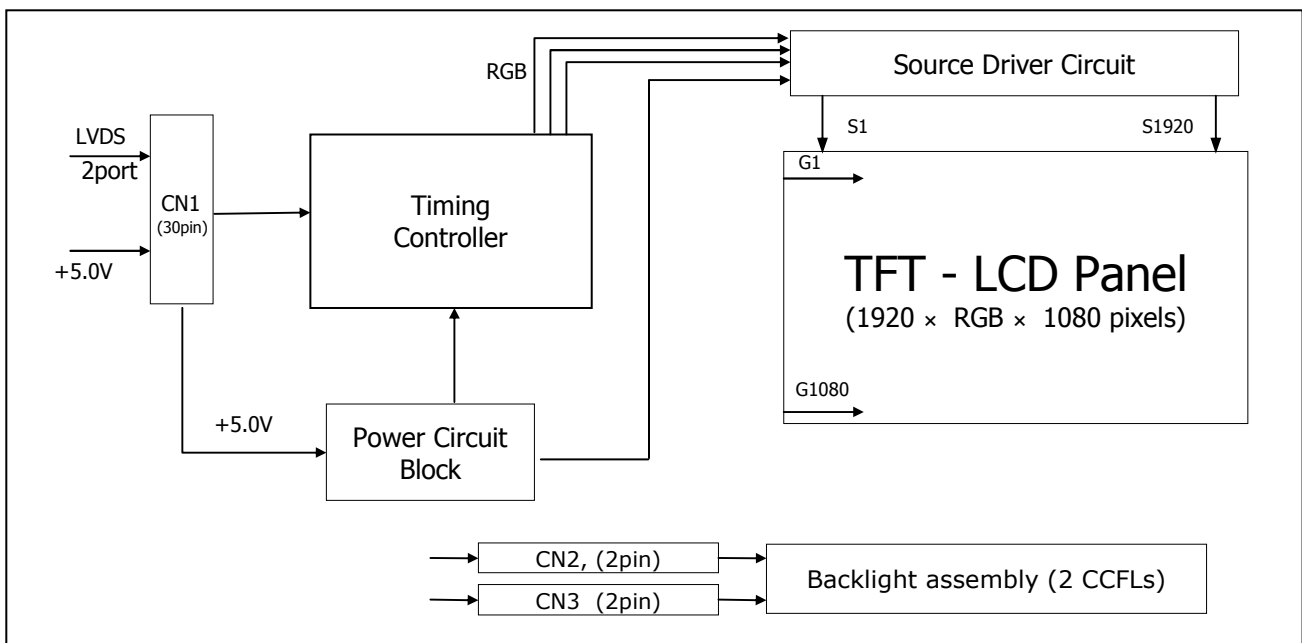 RGB
Source Driver Circuit
S1
S1920
LVDS
2port
CN1
(30pin)
+5.0V
Timing
Controller
G1
TFT - LCD Panel
(1920 × RGB × 1080 pixels)
G1080
+5.0V
Power Circuit
Block
CN2, (2pin)
CN3 (2pin)
Backlight assembly (2 CCFLs)